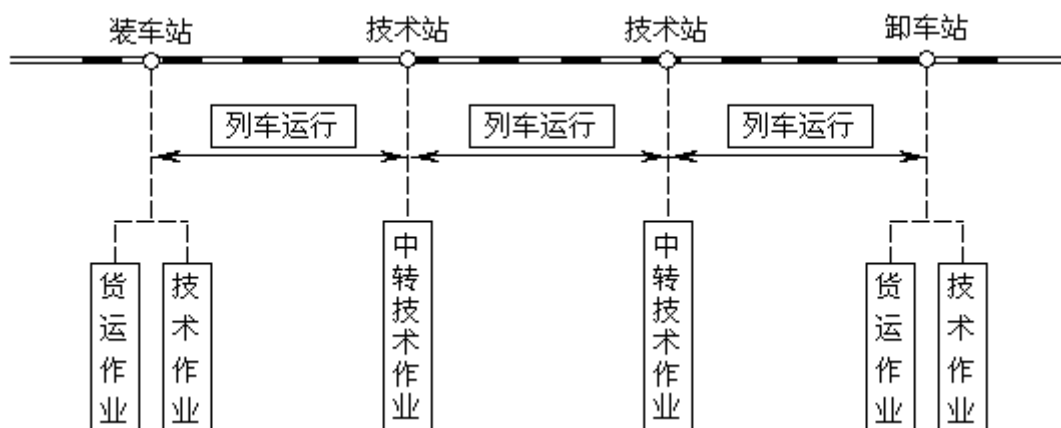 装车站 技术站 技术站 卸车站
列车运行 列车运行 列车运行
货运作业
技术作业
中转技术作业
中转技术作业
货运作业
技术作业